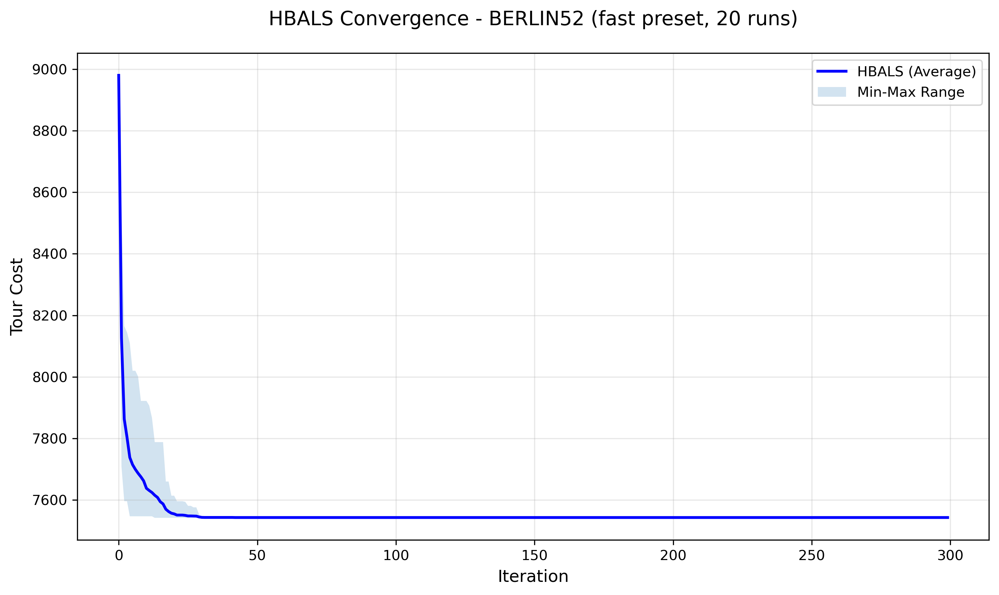 HBALS Convergence - BERLIN52 (fast preset, 20 runs)
HBALS (Average)
Min-Max Range
Tour Cost
9000
8800
8600
8400
8200
8000
7800
7600
0 50 100 150 200 250 300
Iteration